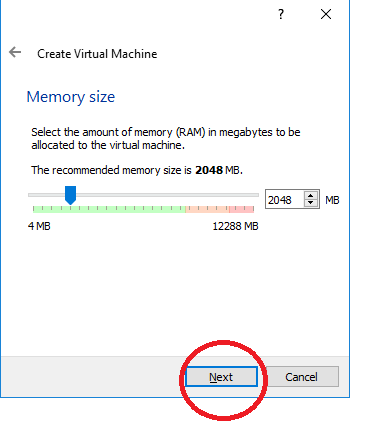 ?
Create Virtual Machine
Memory size
Select the amount of memory (RAM) in megabytes to be
allocated to the virtual machine.
The recommended memory size is 2048 MB.
2048 MB
4 MB 12288 MB
Next Cancel